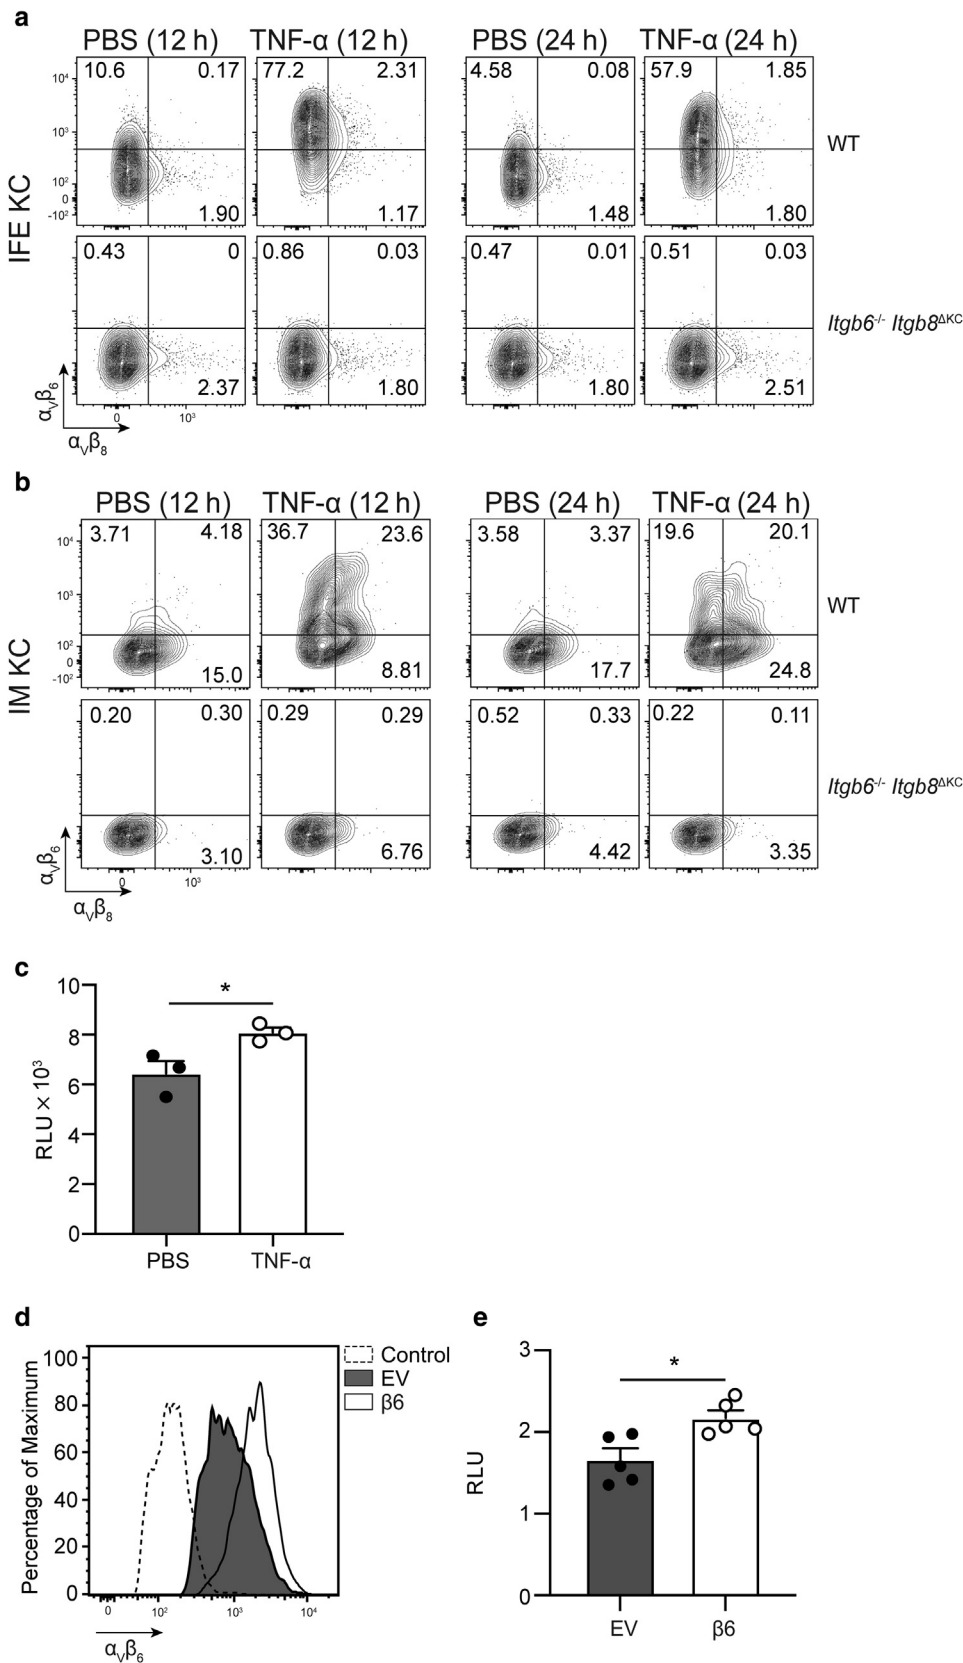 a
PBS (12 h) TNF-α (12 h) PBS (24 h) TNF-α (24 h)
10.6 0.17 77.2 2.31 4.58 0.08 57.9 1.85
10⁴
10³
10²
0
-10²
WT
IFE KC
1.90 1.17 1.48 1.80
0.43 0 0.86 0.03 0.47 0.01 0.51 0.03
Itgb6⁻/⁻ Itgb8ΔKC
2.37 1.80 1.80 2.51
αVβ6
0 10³
αVβ8
b
PBS (12 h) TNF-α (12 h) PBS (24 h) TNF-α (24 h)
3.71 4.18 36.7 23.6 3.58 3.37 19.6 20.1
10⁴
10³
10²
0
-10²
WT
IM KC
15.0 8.81 17.7 24.8
0.20 0.30 0.29 0.29 0.52 0.33 0.22 0.11
Itgb6⁻/⁻ Itgb8ΔKC
3.10 6.76 4.42 3.35
αVβ6
0 10³
αVβ8
c
10
8
6
4
2
0
RLU × 10³
*
PBS TNF-α
d
100
80
60
40
20
0
Percentage of Maximum
Control
EV
β6
0 10² 10³ 10⁴
αVβ6
e
3
2
1
0
RLU
*
EV β6